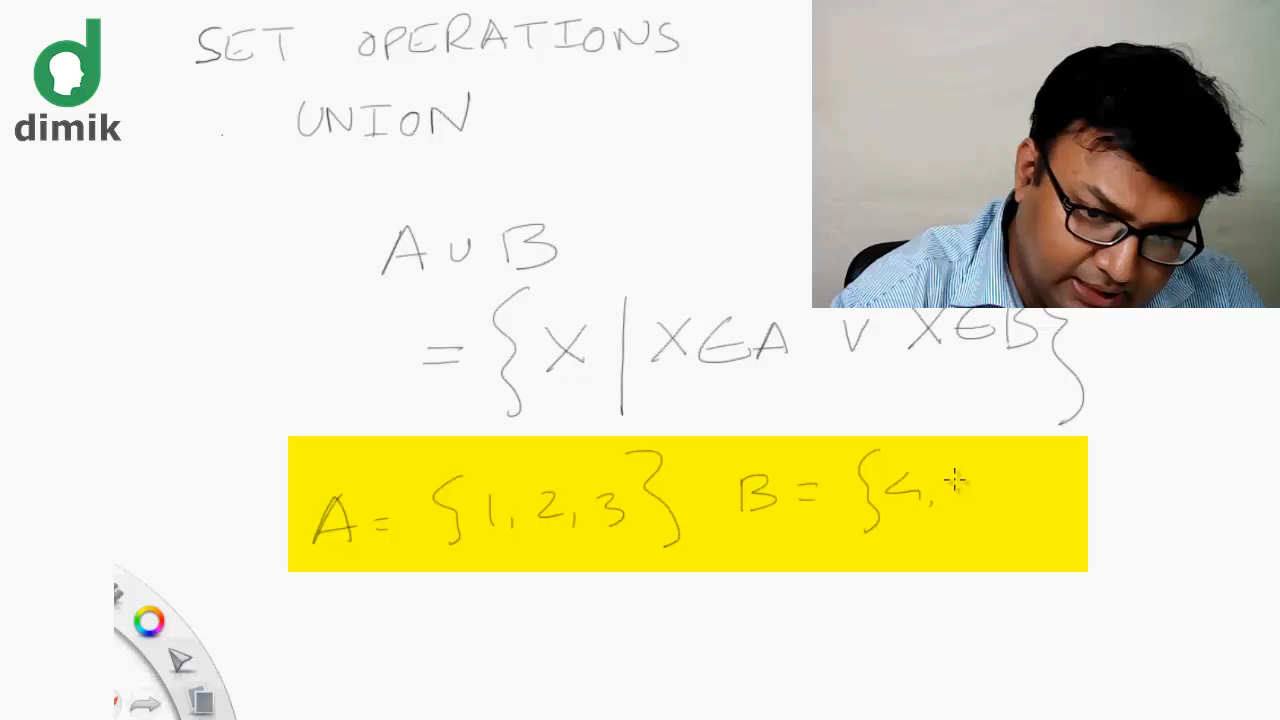 dimik
SET OPERATIONS
UNION
A ∪ B
= {X | X∈A ∨ X∈B}
A = {1, 2, 3} B = {4,